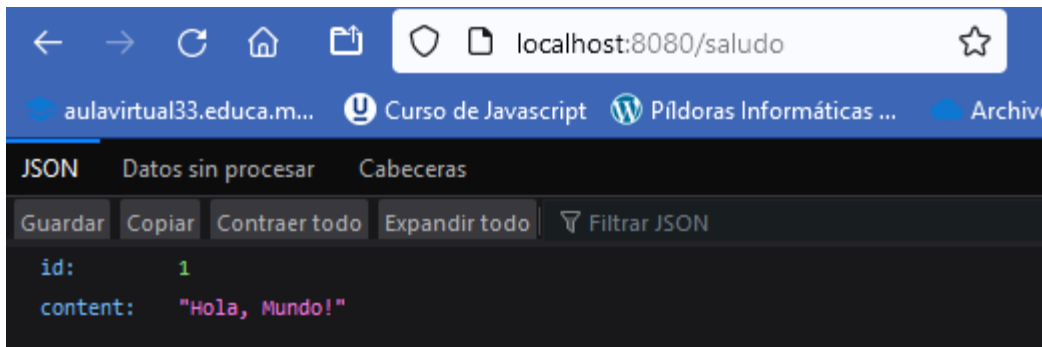 localhost:8080/saludo
aulavirtual33.educa.m... Curso de Javascript Píldoras Informáticas ... Archiv
JSON Datos sin procesar Cabeceras
Guardar Copiar Contraer todo Expandir todo Filtrar JSON
id: 1
content: "Hola, Mundo!"